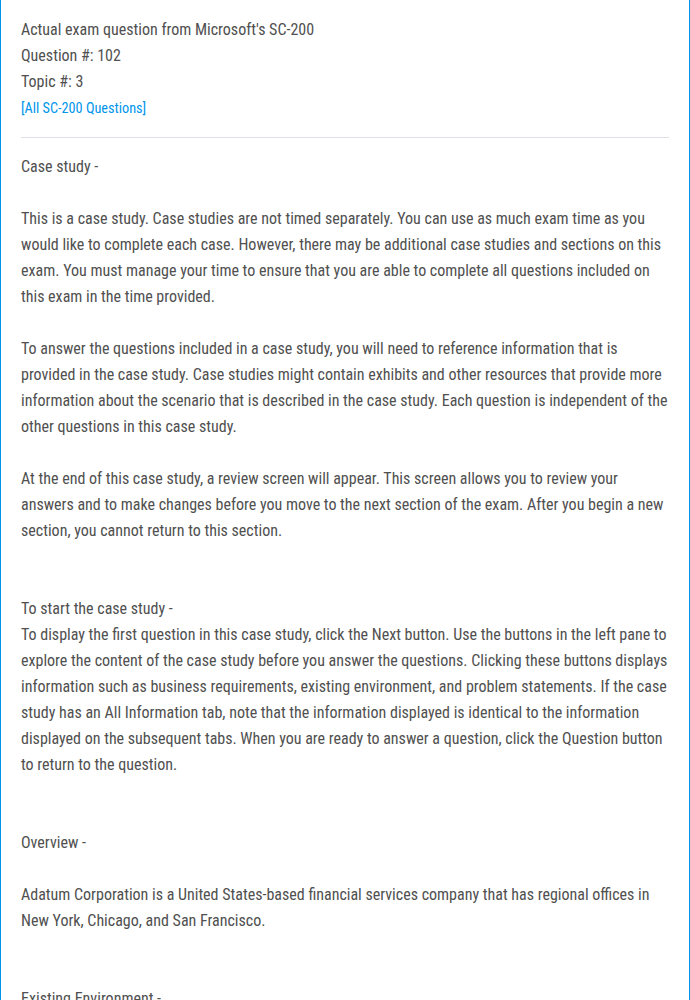 Actual exam question from Microsoft's SC-200
Question #: 102
Topic #: 3
[All SC-200 Questions]
Case study -
This is a case study. Case studies are not timed separately. You can use as much exam time as you
would like to complete each case. However, there may be additional case studies and sections on this
exam. You must manage your time to ensure that you are able to complete all questions included on
this exam in the time provided.
To answer the questions included in a case study, you will need to reference information that is
provided in the case study. Case studies might contain exhibits and other resources that provide more
information about the scenario that is described in the case study. Each question is independent of the
other questions in this case study.
At the end of this case study, a review screen will appear. This screen allows you to review your
answers and to make changes before you move to the next section of the exam. After you begin a new
section, you cannot return to this section.
To start the case study -
To display the first question in this case study, click the Next button. Use the buttons in the left pane to
explore the content of the case study before you answer the questions. Clicking these buttons displays
information such as business requirements, existing environment, and problem statements. If the case
study has an All Information tab, note that the information displayed is identical to the information
displayed on the subsequent tabs. When you are ready to answer a question, click the Question button
to return to the question.
Overview -
Adatum Corporation is a United States-based financial services company that has regional offices in
New York, Chicago, and San Francisco.
Existing Environment -